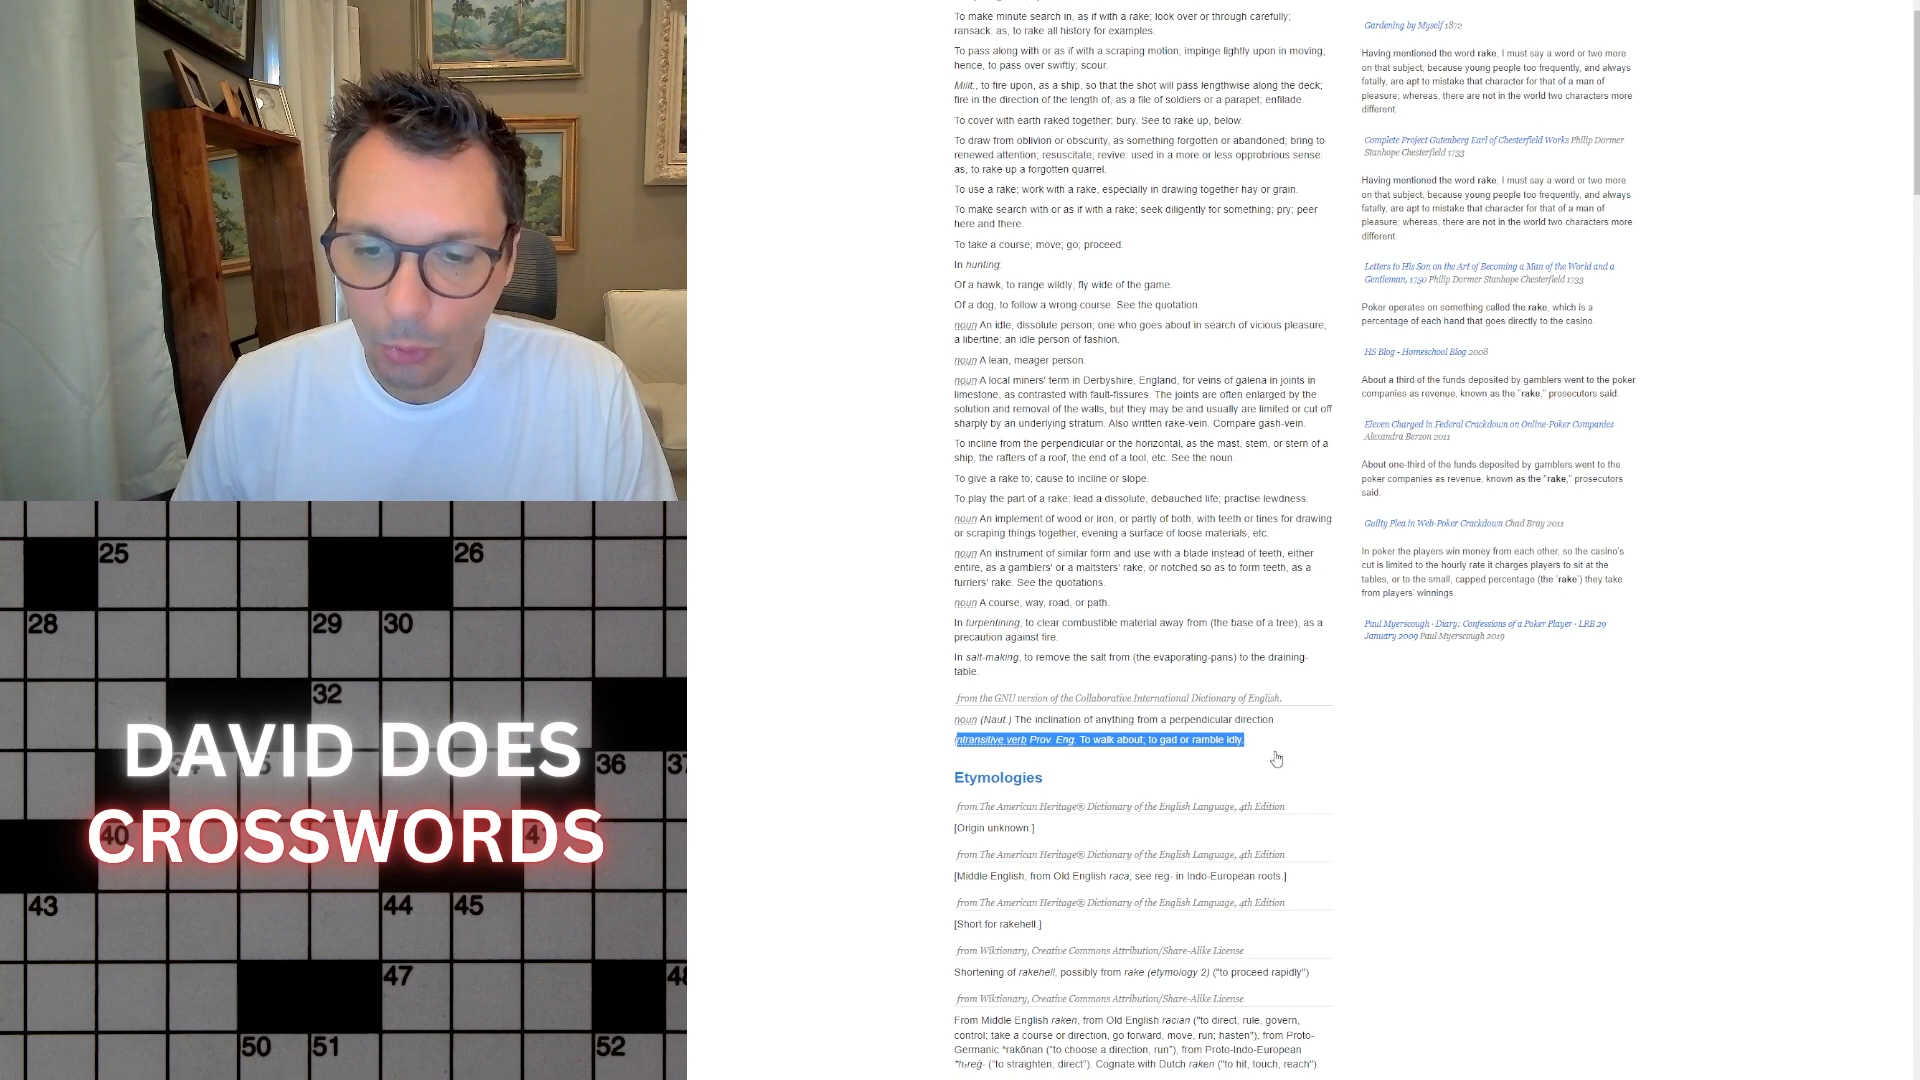 To make minute search in, as if with a rake; look over or through carefully;
ransack: as, to rake all history for examples.
To pass along with or as if with a scraping motion; impinge lightly upon in moving;
hence, to pass over swiftly; scour.
Milit., to fire upon, as a ship, so that the shot will pass lengthwise along the deck;
fire in the direction of the length of, as a file of soldiers or a parapet; enfilade.
To cover with earth raked together; bury. See to rake up, below.
To draw from oblivion or obscurity, as something forgotten or abandoned; bring to
renewed attention; resuscitate; revive: used in a more or less opprobrious sense:
as, to rake up a forgotten quarrel.
To use a rake; work with a rake, especially in drawing together hay or grain.
To make search with or as if with a rake; seek diligently for something; pry; peer
here and there.
To take a course; move; go; proceed.
In hunting:
Of a hawk, to range wildly; fly wide of the game.
Of a dog, to follow a wrong course. See the quotation.
noun An idle, dissolute person; one who goes about in search of vicious pleasure;
a libertine; an idle person of fashion.
noun A lean, meager person.
noun A local miners' term in Derbyshire, England, for veins of galena in joints in
limestone, as contrasted with fault-fissures. The joints are often enlarged by the
solution and removal of the walls, but they may be and usually are limited or cut off
sharply by an underlying stratum. Also written rake-vein. Compare gash-vein.
To incline from the perpendicular or the horizontal, as the mast, stem, or stern of a
ship, the rafters of a roof, the end of a tool, etc. See the noun.
To give a rake to; cause to incline or slope.
To play the part of a rake; lead a dissolute, debauched life; practise lewdness.
noun An implement of wood or iron, or partly of both, with teeth or tines for drawing
or scraping things together, evening a surface of loose materials, etc.
noun An instrument of similar form and use with a blade instead of teeth, either
entire, as a gamblers' or a maltsters' rake, or notched so as to form teeth, as a
furriers' rake. See the quotations.
noun A course, way, road, or path.
In turpentining, to clear combustible material away from (the base of a tree), as a
precaution against fire.
In salt-making, to remove the salt from (the evaporating-pans) to the draining-
table.
from the GNU version of the Collaborative International Dictionary of English.
noun (Naut.) The inclination of anything from a perpendicular direction
intransitive verb Prov. Eng. To walk about; to gad or ramble idly.
Etymologies
from The American Heritage® Dictionary of the English Language, 4th Edition
[Origin unknown.]
from The American Heritage® Dictionary of the English Language, 4th Edition
[Middle English, from Old English raca; see reg- in Indo-European roots.]
from The American Heritage® Dictionary of the English Language, 4th Edition
[Short for rakehell.]
from Wiktionary, Creative Commons Attribution/Share-Alike License
Shortening of rakehell, possibly from rake (etymology 2) ("to proceed rapidly")
from Wiktionary, Creative Commons Attribution/Share-Alike License
From Middle English raken, from Old English racian ("to direct, rule, govern,
control; take a course or direction, go forward, move, run; hasten"), from Proto-
Germanic *rakōnan ("to choose a direction, run"), from Proto-Indo-European
*h₃reǵ- ("to straighten, direct"). Cognate with Dutch raken ("to hit, touch, reach").
Gardening by Myself 1872
Having mentioned the word rake, I must say a word or two more
on that subject, because young people too frequently, and always
fatally, are apt to mistake that character for that of a man of
pleasure; whereas, there are not in the world two characters more
different.
Complete Project Gutenberg Earl of Chesterfield Works Philip Dormer
Stanhope Chesterfield 1733
Having mentioned the word rake, I must say a word or two more
on that subject, because young people too frequently, and always
fatally, are apt to mistake that character for that of a man of
pleasure; whereas, there are not in the world two characters more
different.
Letters to His Son on the Art of Becoming a Man of the World and a
Gentleman, 1750 Philip Dormer Stanhope Chesterfield 1733
Poker operates on something called the rake, which is a
percentage of each hand that goes directly to the casino.
HS Blog - Homeschool Blog 2008
About a third of the funds deposited by gamblers went to the poker
companies as revenue, known as the "rake," prosecutors said.
Eleven Charged in Federal Crackdown on Online-Poker Companies
Alexandra Berzon 2011
About one-third of the funds deposited by gamblers went to the
poker companies as revenue, known as the "rake," prosecutors
said.
Guilty Plea in Web-Poker Crackdown Chad Bray 2011
In poker the players win money from each other, so the casino's
cut is limited to the hourly rate it charges players to sit at the
tables, or to the small, capped percentage (the 'rake') they take
from players' winnings.
Paul Myerscough · Diary: Confessions of a Poker Player · LRB 29
January 2009 Paul Myerscough 2019
25 26
28 29 30
32
DAVID DOES
36 37
CROSSWORDS
40 41
43 44 45
47 48
50 51 52